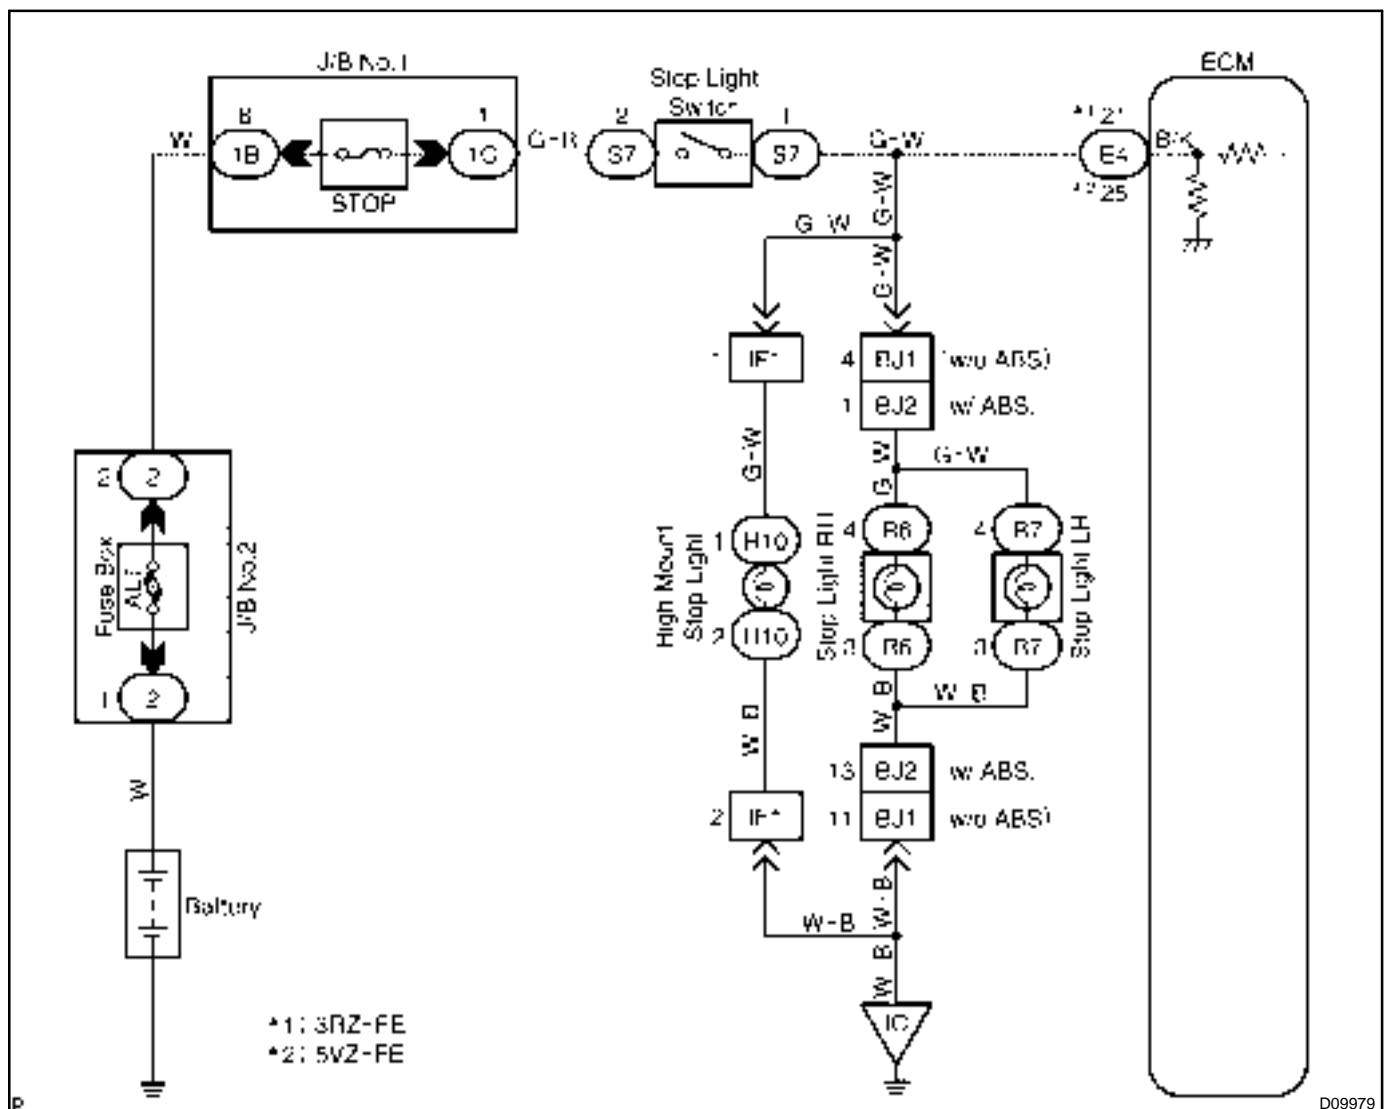 J/B No.1
Stop Light
Switch
ECM
W
8
1B
STOP
1
1C
G-R
2
S7
1
S7
G-W
*1 21
E4
*2 25
BK
G-W
G-W
G-W
1
IF1
4 BJ1 (w/o ABS)
1 BJ2 w/ ABS.
G-W
G W
G-W
2 2
Fuse Box
ALT
J/B No.2
1 2
High Mount
Stop Light
1 H10
2 H10
Stop Light RH
4 R6
3 R6
4 R7
3 R7
Stop Light LH
W B
W B
W B
13 BJ2 w/ ABS.
2 IF1
11 BJ1 w/o ABS)
W
Battery
W-B
W-B
W B
*1 : 3RZ-FE
*2 : 5VZ-FE
P
D09979